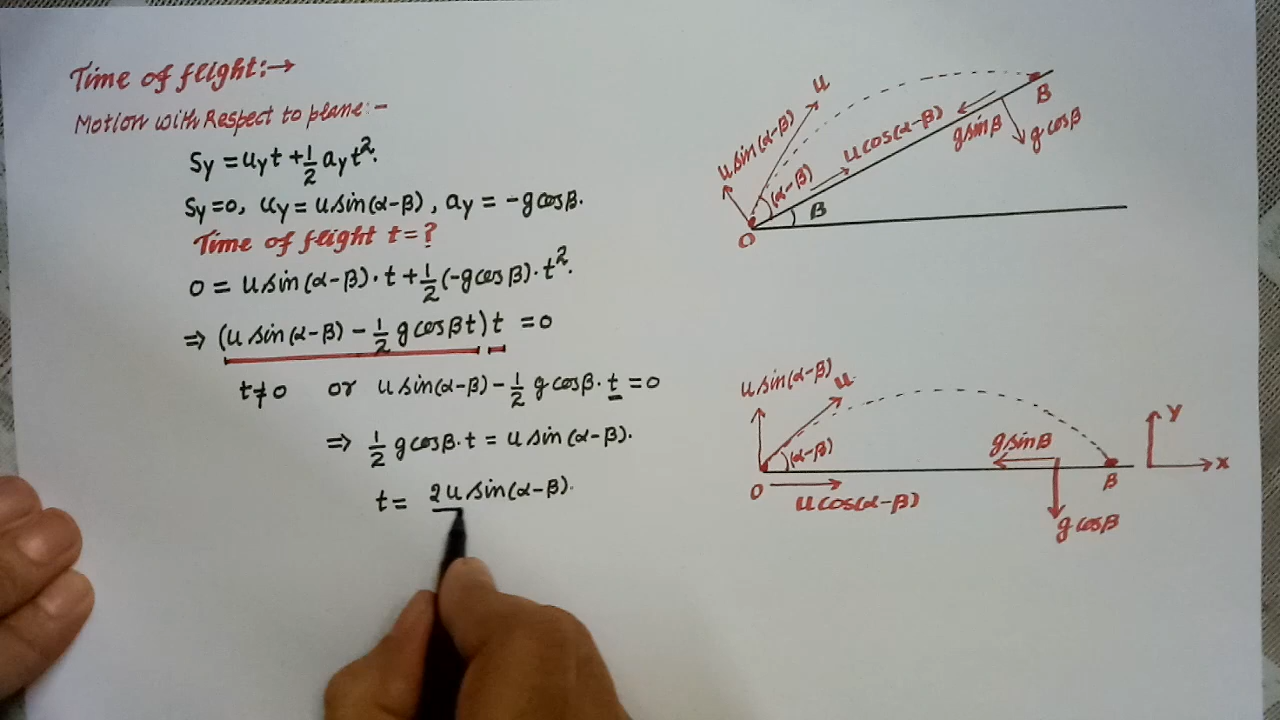 Time of flight:→
Motion with Respect to plane:-
Sy = uyt + 1/2 ayt².
Sy=0, uy = u sin(α-β), ay = -g cosβ.
Time of flight t = ?
0 = u sin(α-β)·t + 1/2 (-g cosβ)·t².
⇒ (u sin(α-β) - 1/2 g cosβt) t = 0
t≠0 or u sin(α-β) - 1/2 g cosβ·t = 0
⇒ 1/2 g cosβ·t = u sin(α-β).
t = 2u sin(α-β).
u
u sin(α-β)
u cos(α-β)
(α-β)
β
O
B
g sinβ
g cosβ
u sin(α-β)
u
(α-β)
O
u cos(α-β)
g sinβ
B
g cosβ
Y
X